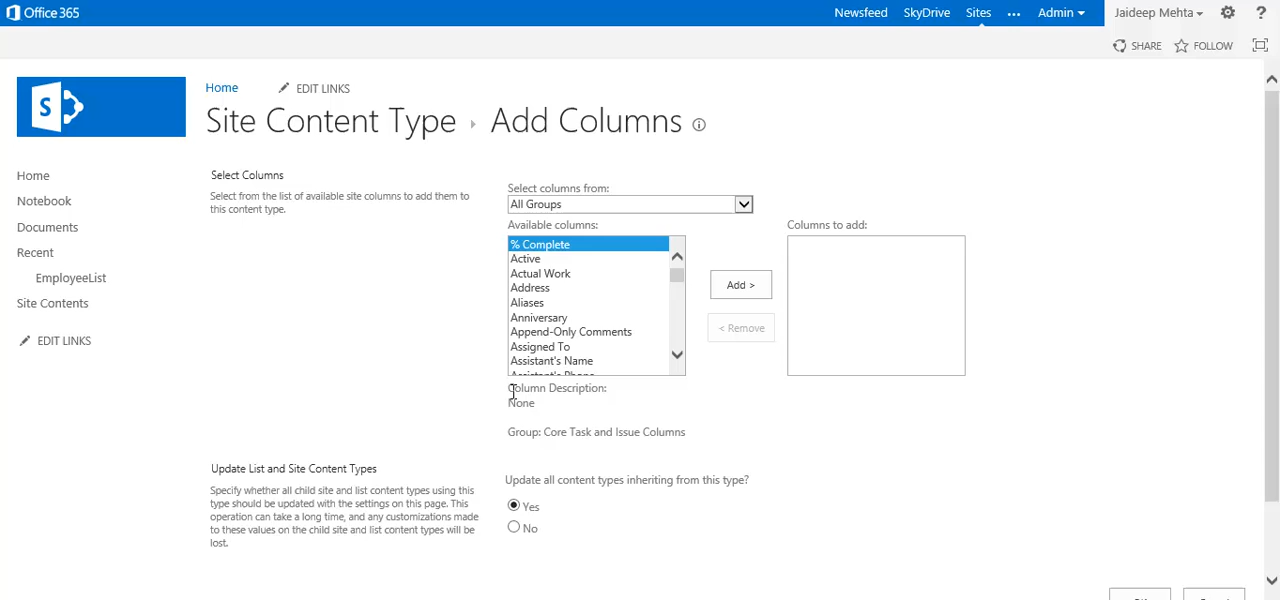 Office 365
Newsfeed SkyDrive Sites ... Admin Jaideep Mehta ?
SHARE FOLLOW
S
Home EDIT LINKS
Site Content Type Add Columns
Home
Notebook
Documents
Recent
EmployeeList
Site Contents
EDIT LINKS
Select Columns
Select from the list of available site columns to add them to
this content type.
Select columns from:
All Groups
Available columns:
% Complete
Active
Actual Work
Address
Aliases
Anniversary
Append-Only Comments
Assigned To
Assistant's Name
Assistant's Phone
Add >
< Remove
Columns to add:
Column Description:
None
Group: Core Task and Issue Columns
Update List and Site Content Types
Specify whether all child site and list content types using this
type should be updated with the settings on this page. This
operation can take a long time, and any customizations made
to these values on the child site and list content types will be
lost.
Update all content types inheriting from this type?
Yes
No